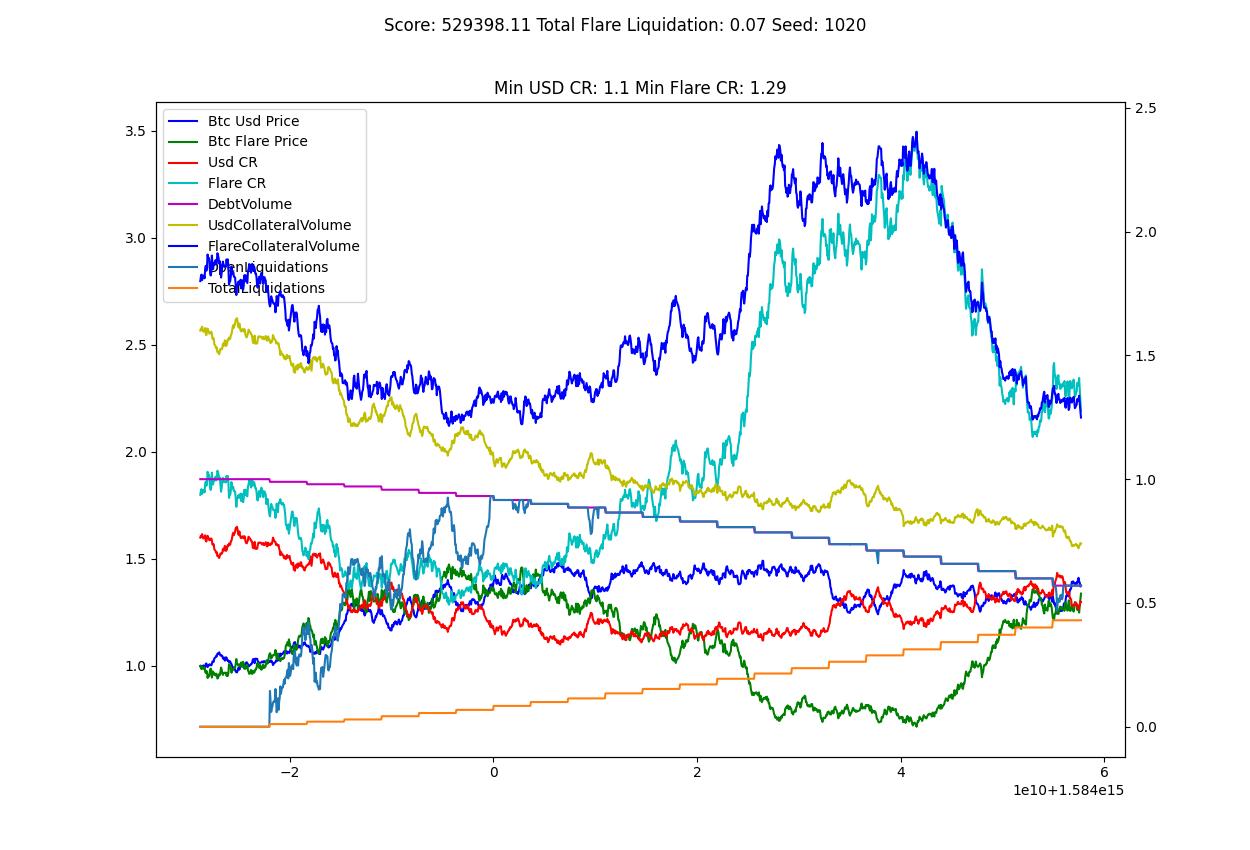 Score: 529398.11 Total Flare Liquidation: 0.07 Seed: 1020
Min USD CR: 1.1 Min Flare CR: 1.29
Btc Usd Price
Btc Flare Price
Usd CR
Flare CR
DebtVolume
UsdCollateralVolume
FlareCollateralVolume
OpenLiquidations
TotalLiquidations
3.5
3.0
2.5
2.0
1.5
1.0
2.5
2.0
1.5
1.0
0.5
0.0
−2
0
2
4
6
1e10+1.584e15